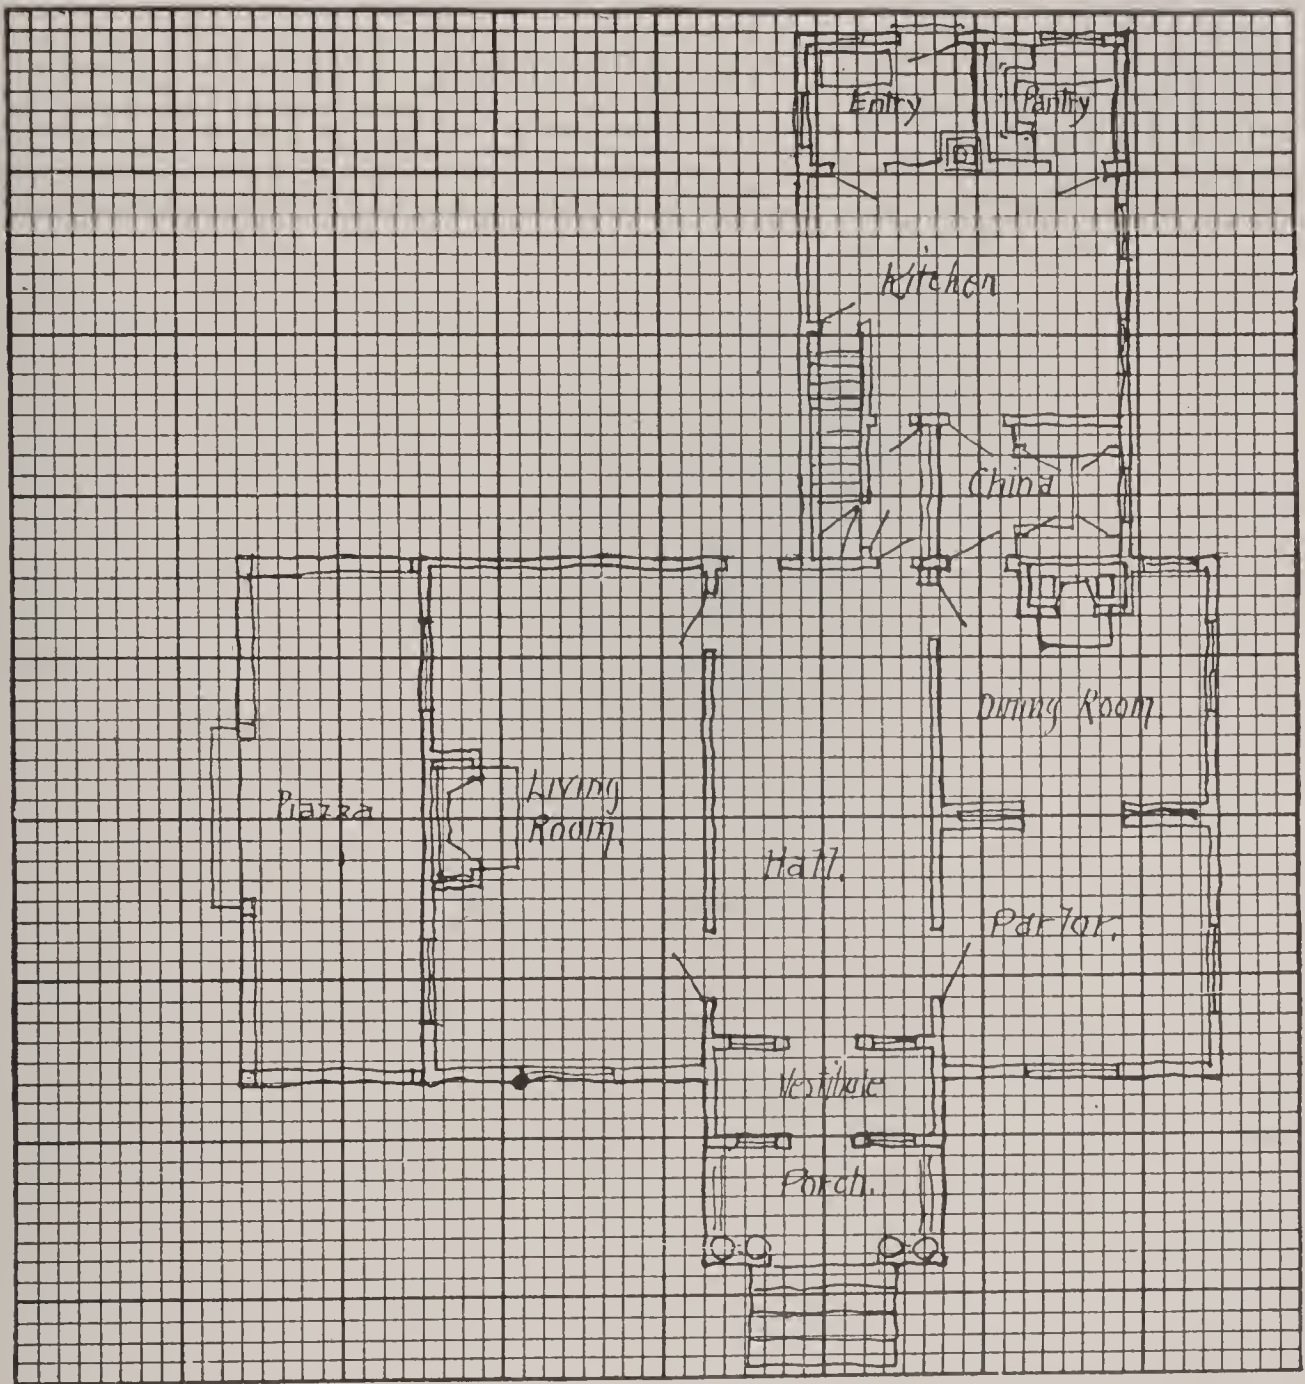 Entry
Pantry
Kitchen
China
Dining Room.
Piazza
Living
Room.
Hall.
Parlor.
Vestibule
Porch.